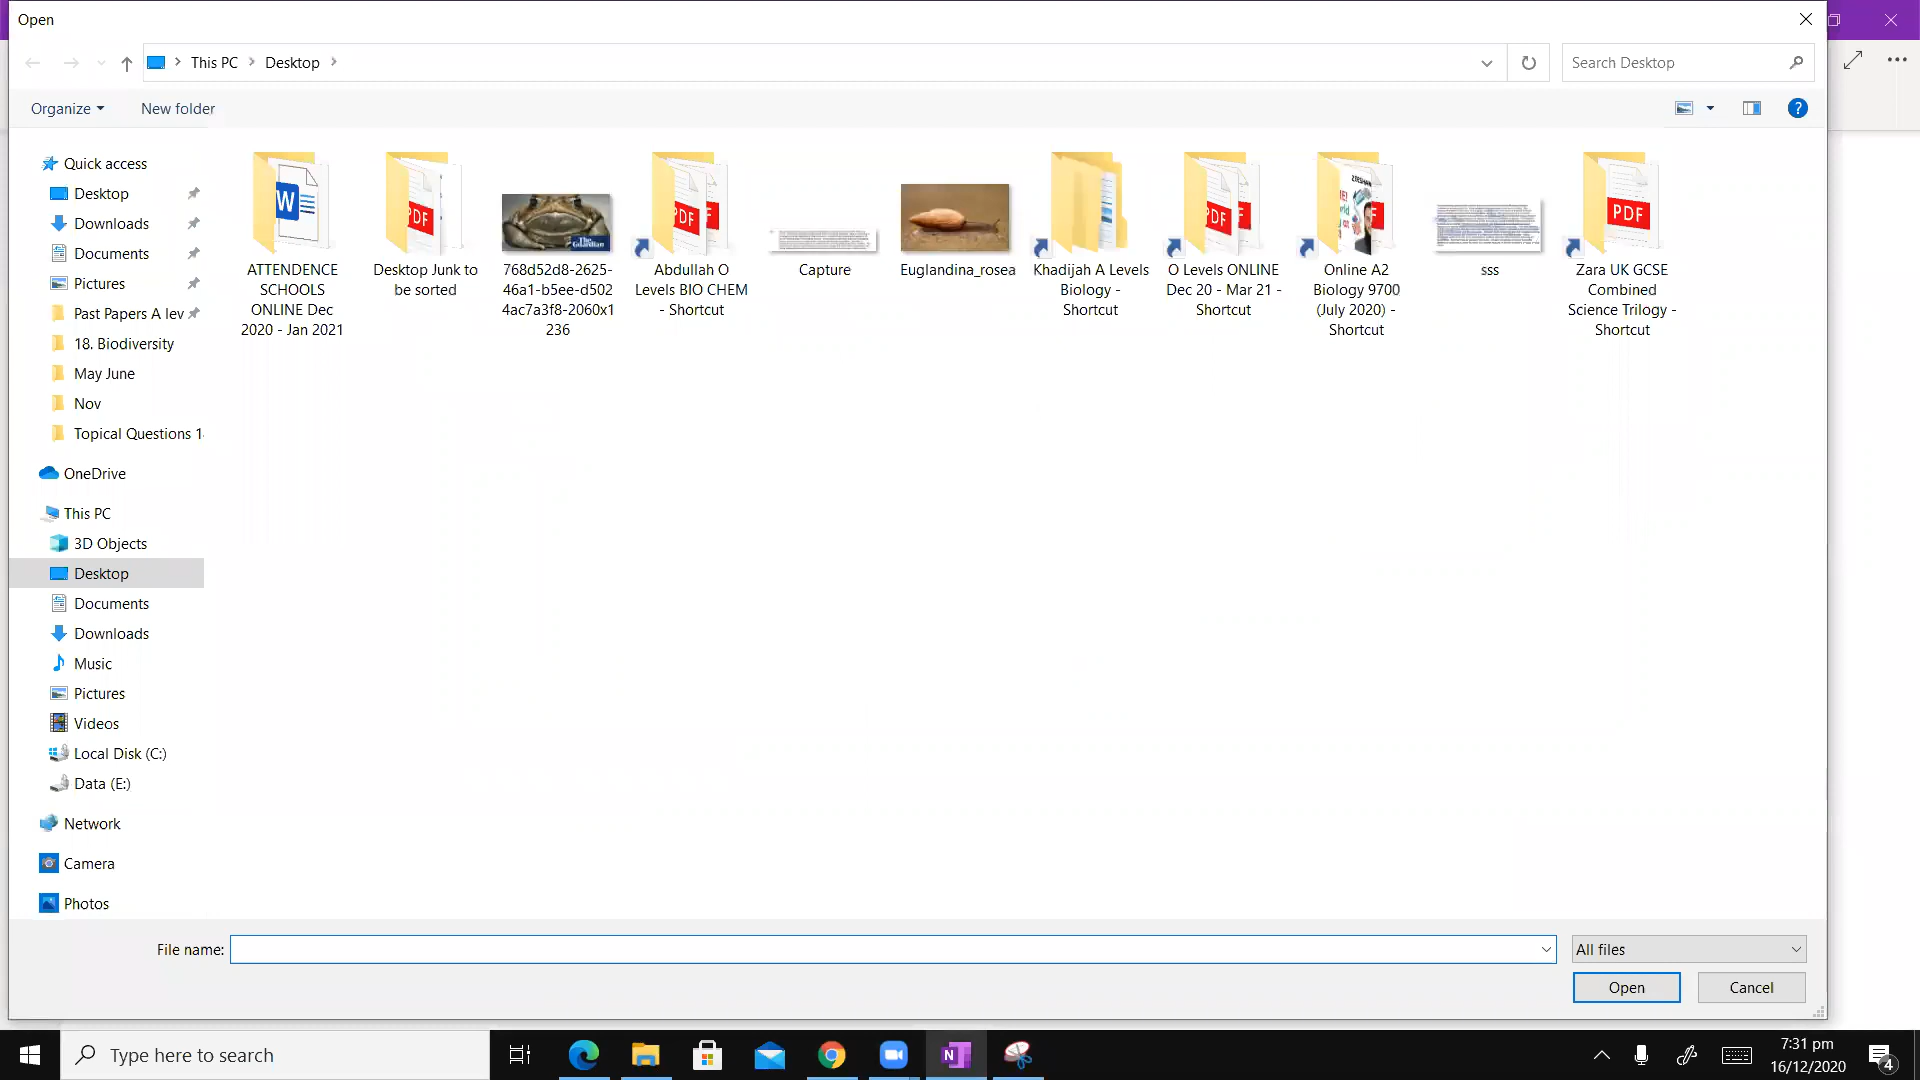 Open
This PC
Desktop
Search Desktop
Organize
New folder
Quick access
Desktop
Downloads
Documents
Pictures
Past Papers A lev
18. Biodiversity
May June
Nov
Topical Questions 1
OneDrive
This PC
3D Objects
Desktop
Documents
Downloads
Music
Pictures
Videos
Local Disk (C:)
Data (E:)
Network
Camera
Photos
ATTENDENCE
SCHOOLS
ONLINE Dec
2020 - Jan 2021
Desktop Junk to
be sorted
768d52d8-2625-
46a1-b5ee-d502
4ac7a3f8-2060x1
236
Abdullah O
Levels BIO CHEM
- Shortcut
Capture
Euglandina_rosea
Khadijah A Levels
Biology -
Shortcut
O Levels ONLINE
Dec 20 - Mar 21 -
Shortcut
Online A2
Biology 9700
(July 2020) -
Shortcut
sss
Zara UK GCSE
Combined
Science Trilogy -
Shortcut
File name:
All files
Open
Cancel
Type here to search
7:31 pm
16/12/2020
4